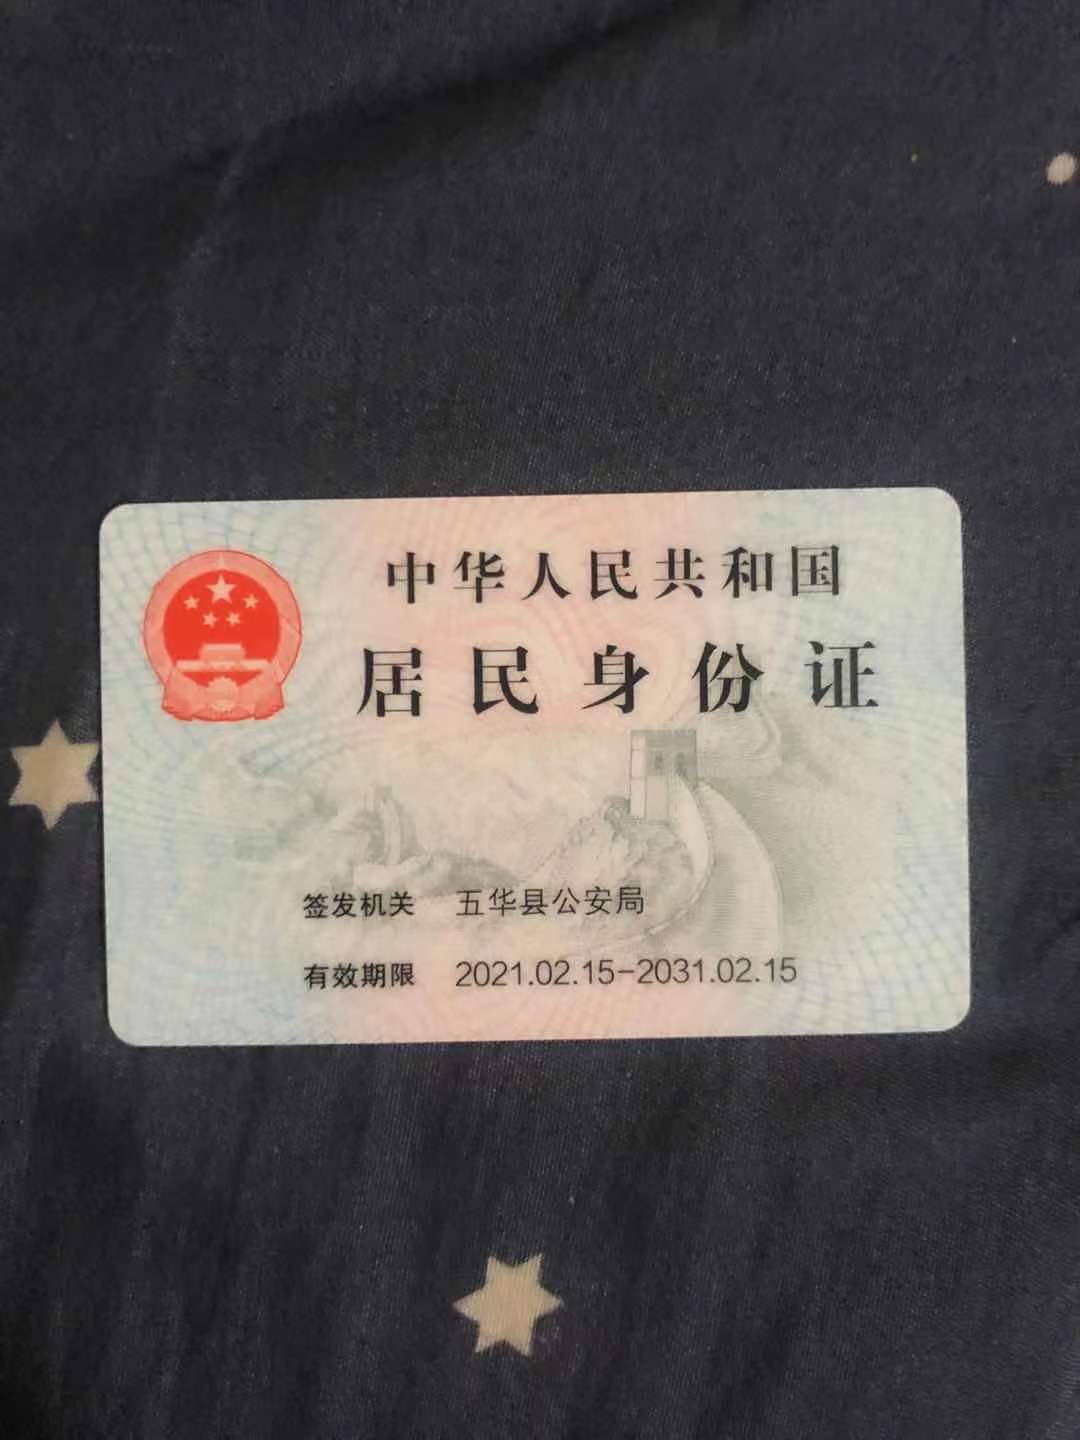 中华人民共和国
居民身份证
签发机关 五华县公安局
有效期限 2021.02.15-2031.02.15